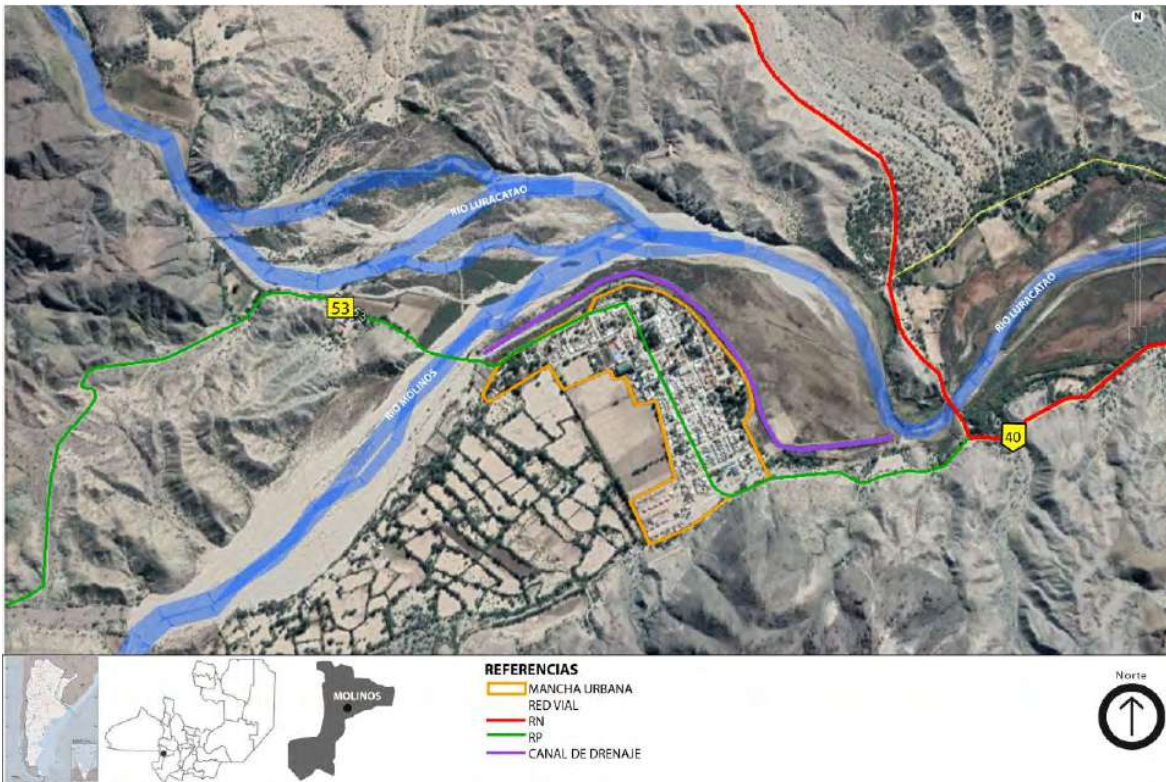 N
RIO LURACATAO
53
RIO MOLINOS
RIO LURACATAO
40
MOLINOS
REFERENCIAS
MANCHA URBANA
RED VIAL
RN
RP
CANAL DE DRENAJE
Norte